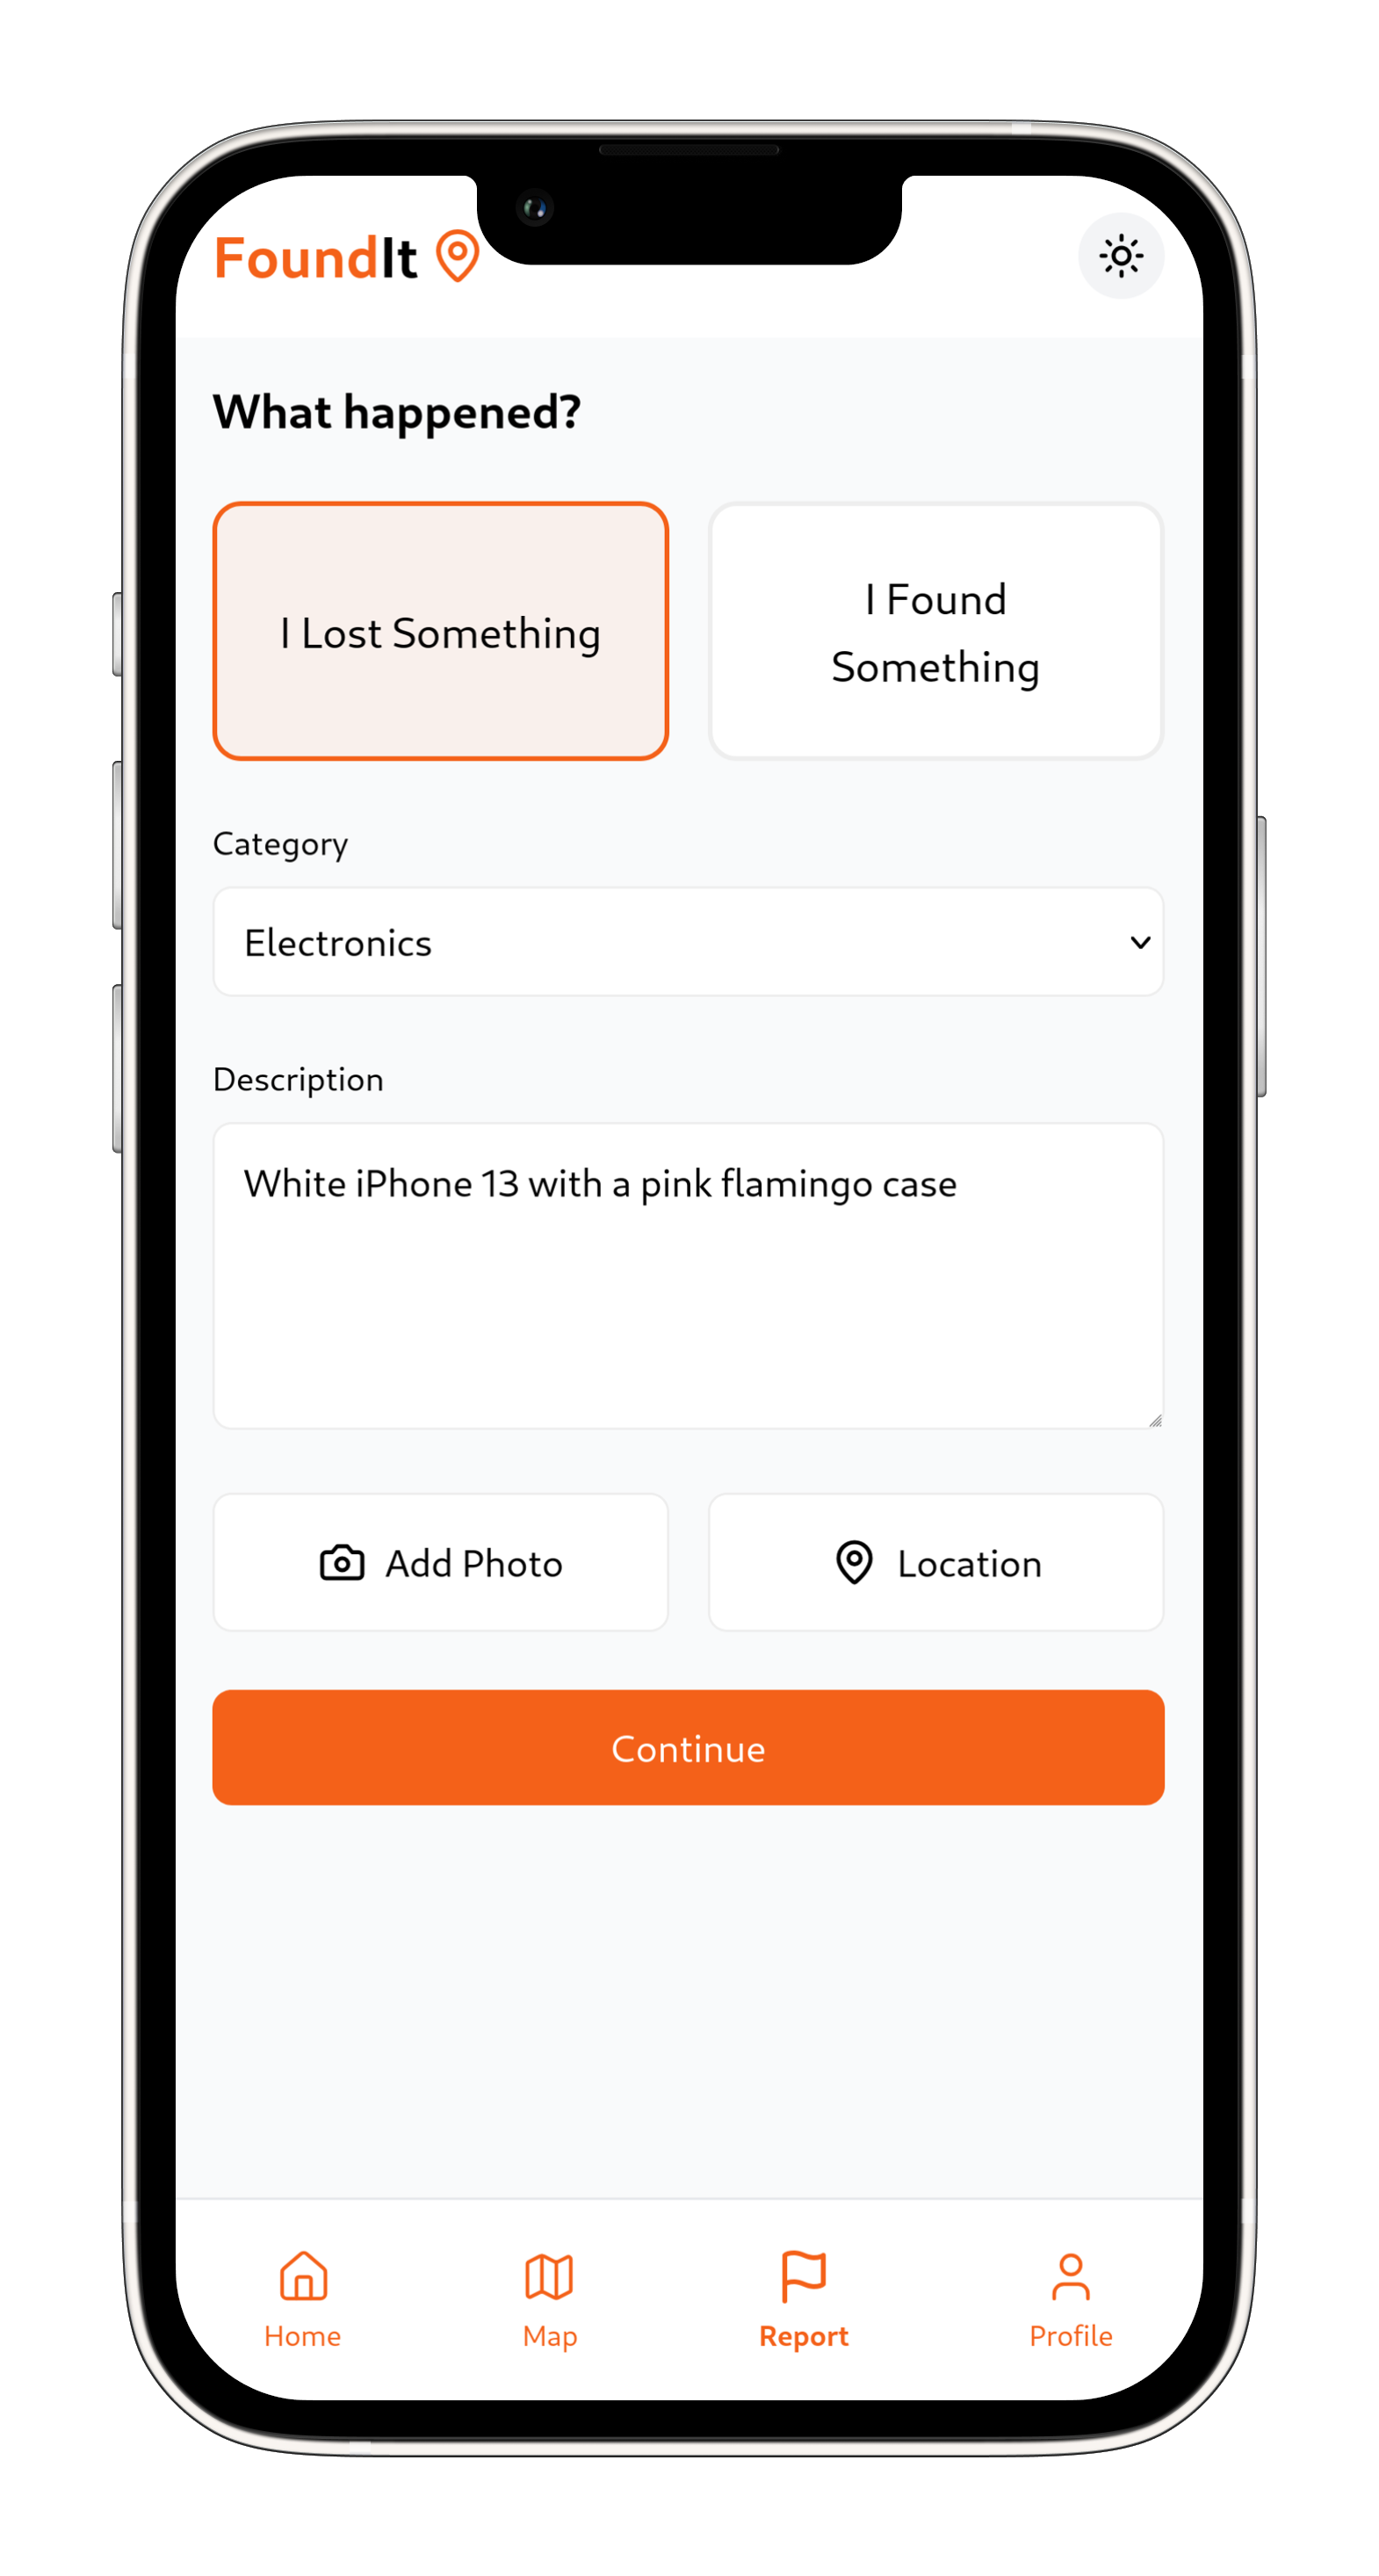 FoundIt
What happened?
I Lost Something
I Found
Something
Category
Electronics
Description
White iPhone 13 with a pink flamingo case
Add Photo
Location
Continue
Home
Map
Report
Profile